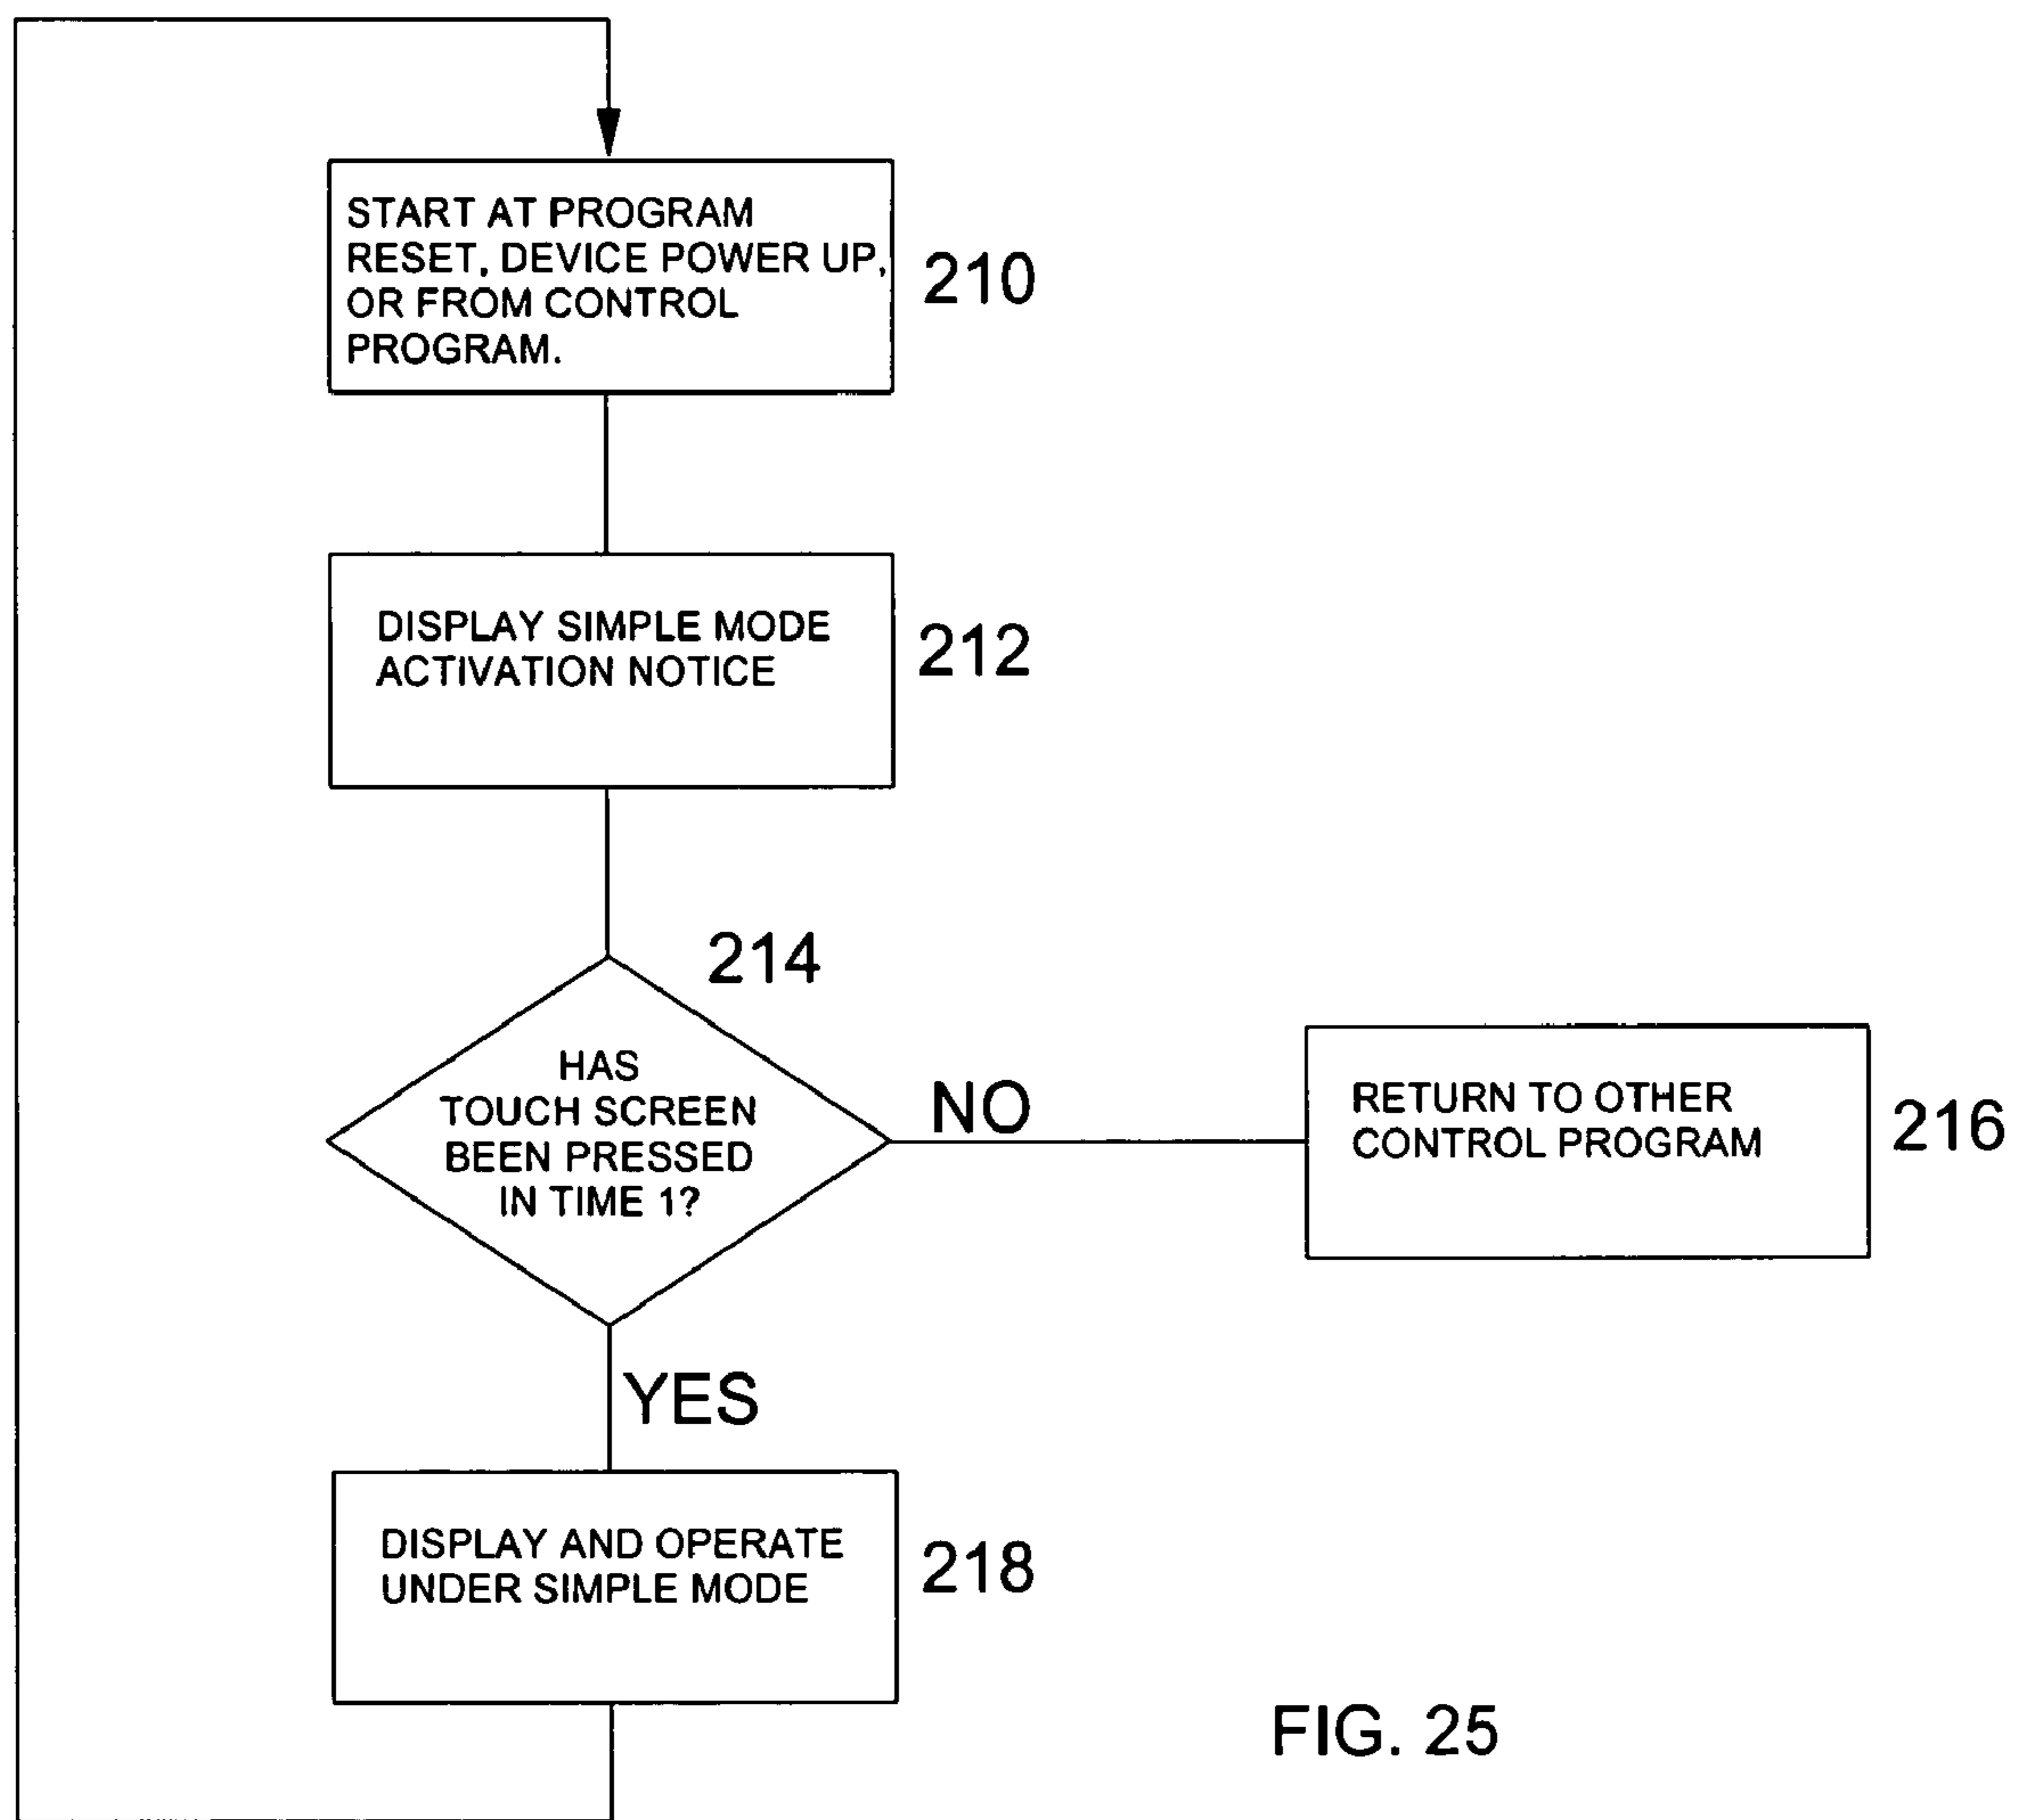 START AT PROGRAM
RESET, DEVICE POWER UP,
OR FROM CONTROL
PROGRAM.
210
DISPLAY SIMPLE MODE
ACTIVATION NOTICE
212
214
HAS
TOUCH SCREEN
BEEN PRESSED
IN TIME 1?
NO
RETURN TO OTHER
CONTROL PROGRAM
216
YES
DISPLAY AND OPERATE
UNDER SIMPLE MODE
218
FIG. 25